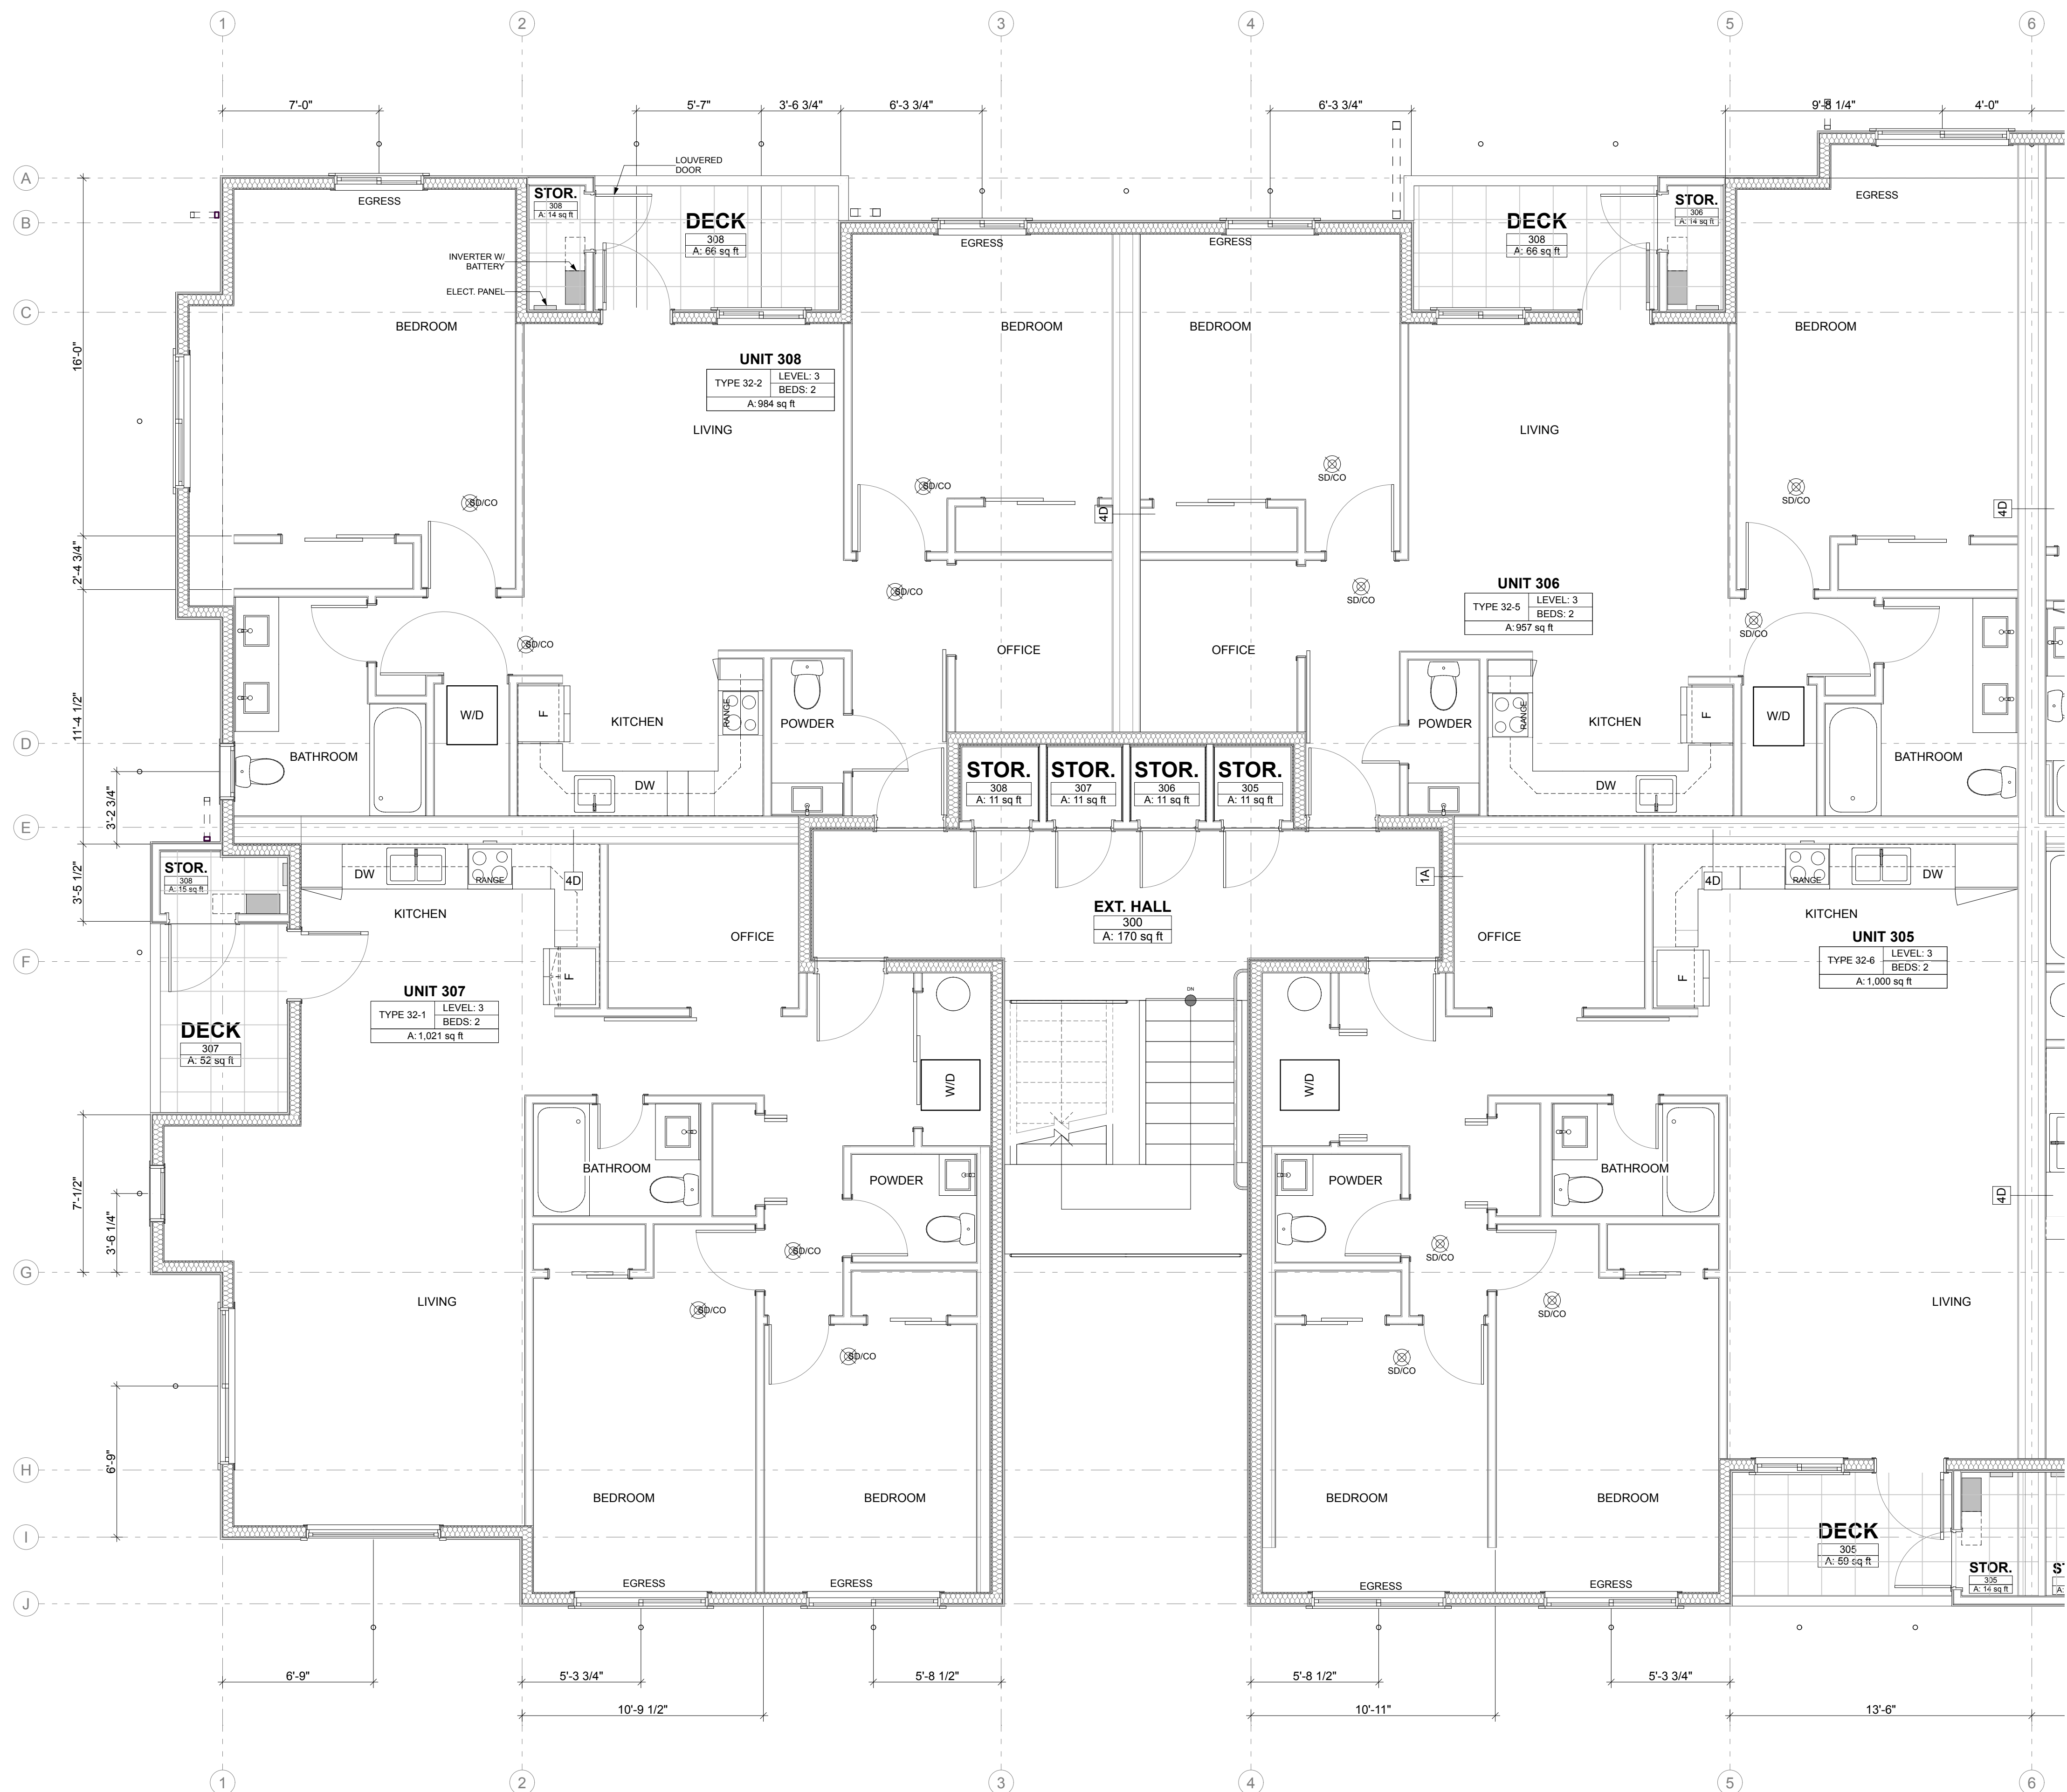 1
2
3
4
5
6
7'-0"
5'-7"
3'-6 3/4"
6'-3 3/4"
6'-3 3/4"
9'-8 1/4"
4'-0"
A
B
C
D
E
F
G
H
I
J
16'-0"
2'-4 3/4"
11'-4 1/2"
3'-2 3/4"
3'-5 1/2"
7'-1/2"
3'-6 1/4"
6'-9"
EGRESS
STOR.
308
A: 14 sq ft
LOUVERED
DOOR
DECK
308
A: 66 sq ft
INVERTER W/
BATTERY
ELECT. PANEL
EGRESS
EGRESS
DECK
308
A: 66 sq ft
STOR.
306
A: 14 sq ft
EGRESS
BEDROOM
BEDROOM
BEDROOM
BEDROOM
UNIT 308
TYPE 32-2
LEVEL: 3
BEDS: 2
A: 984 sq ft
LIVING
LIVING
SD/CO
SD/CO
SD/CO
SD/CO
4D
4D
SD/CO
SD/CO
SD/CO
SD/CO
UNIT 306
TYPE 32-5
LEVEL: 3
BEDS: 2
A: 957 sq ft
OFFICE
OFFICE
W/D
F
KITCHEN
RANGE
POWDER
BATHROOM
DW
POWDER
RANGE
KITCHEN
F
W/D
BATHROOM
DW
STOR.
308
A: 11 sq ft
STOR.
307
A: 11 sq ft
STOR.
306
A: 11 sq ft
STOR.
305
A: 11 sq ft
STOR.
308
A: 15 sq ft
DW
RANGE
4D
KITCHEN
OFFICE
F
EXT. HALL
300
A: 170 sq ft
1A
OFFICE
4D
RANGE
DW
KITCHEN
F
UNIT 305
TYPE 32-6
LEVEL: 3
BEDS: 2
A: 1,000 sq ft
UNIT 307
TYPE 32-1
LEVEL: 3
BEDS: 2
A: 1,021 sq ft
DECK
307
A: 52 sq ft
DN
W/D
W/D
BATHROOM
POWDER
POWDER
BATHROOM
4D
SD/CO
SD/CO
SD/CO
SD/CO
SD/CO
SD/CO
LIVING
LIVING
BEDROOM
BEDROOM
BEDROOM
BEDROOM
EGRESS
EGRESS
EGRESS
EGRESS
DECK
305
A: 59 sq ft
STOR.
305
A: 14 sq ft
6'-9"
5'-3 3/4"
5'-8 1/2"
5'-8 1/2"
5'-3 3/4"
10'-9 1/2"
10'-11"
13'-6"
1
2
3
4
5
6